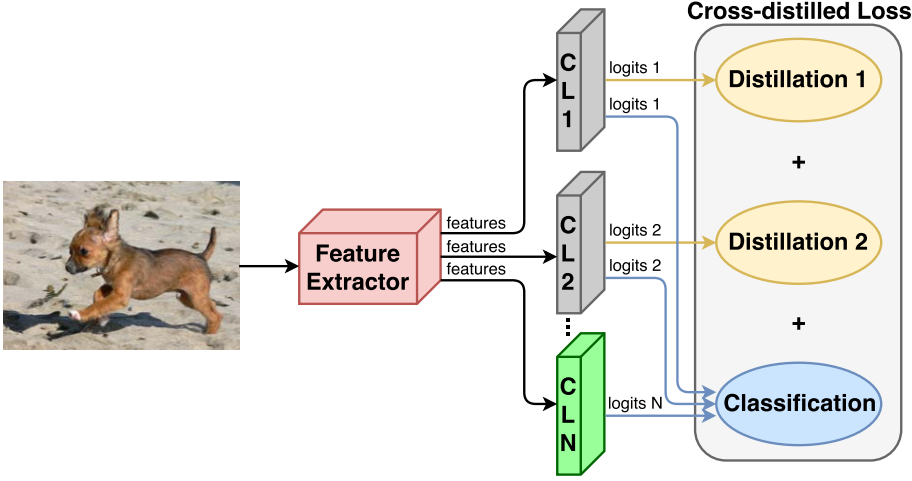 Cross-distilled Loss
C
L
1
logits 1
logits 1
Distillation 1
+
features
features
features
Feature
Extractor
C
L
2
logits 2
logits 2
Distillation 2
+
C
L
N
logits N
Classification